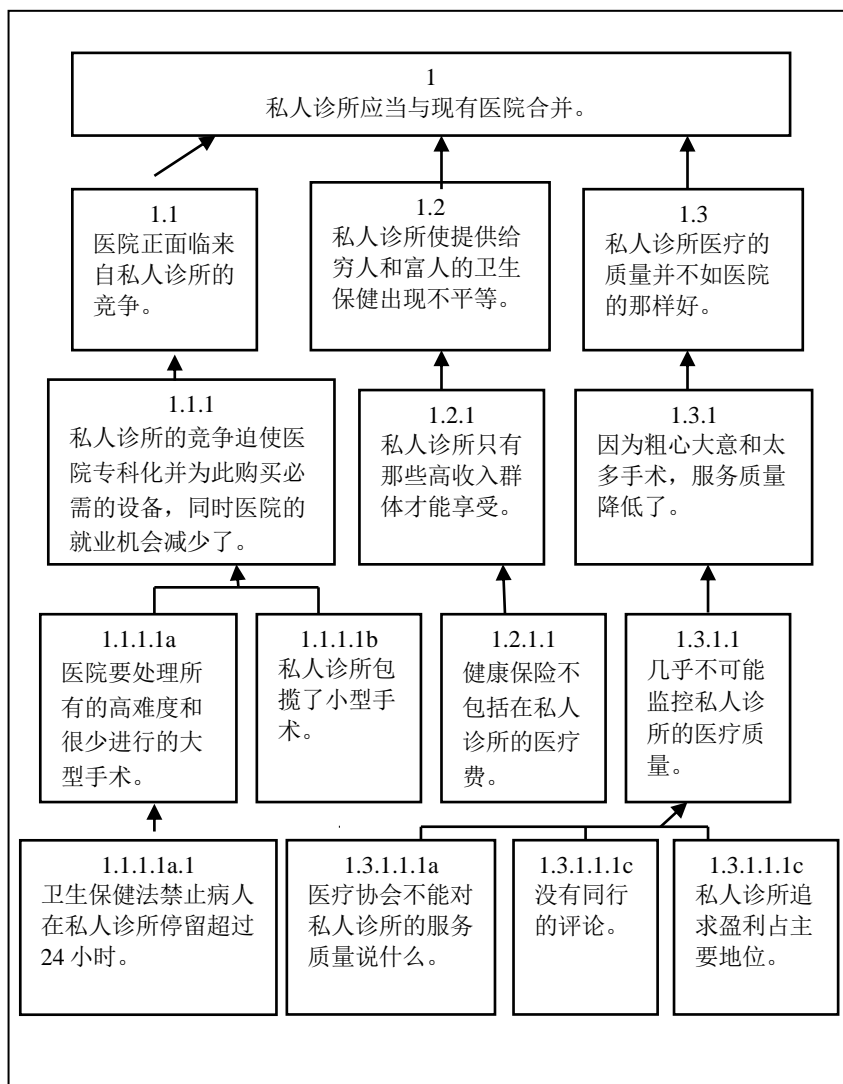 1
私人诊所应当与现有医院合并。
1.1
医院正面临来
自私人诊所的
竞争。
1.2
私人诊所使提供给
穷人和富人的卫生
保健出现不平等。
1.3
私人诊所医疗的
质量并不如医院
的那样好。
1.1.1
私人诊所的竞争迫使医
院专科化并为此购买必
需的设备，同时医院的
就业机会减少了。
1.2.1
私人诊所只有
那些高收入群
体才能享受。
1.3.1
因为粗心大意和太
多手术，服务质量
降低了。
1.1.1.1a
医院要处理所
有的高难度和
很少进行的大
型手术。
1.1.1.1b
私人诊所包
揽了小型手
术。
1.2.1.1
健康保险不
包括在私人
诊所的医疗
费。
1.3.1.1
几乎不可能
监控私人诊
所的医疗质
量。
1.1.1.1a.1
卫生保健法禁止病人
在私人诊所停留超过
24 小时。
1.3.1.1.1a
医疗协会不能对
私人诊所的服务
质量说什么。
1.3.1.1.1c
没有同行
的评论。
1.3.1.1.1c
私人诊所追
求盈利占主
要地位。